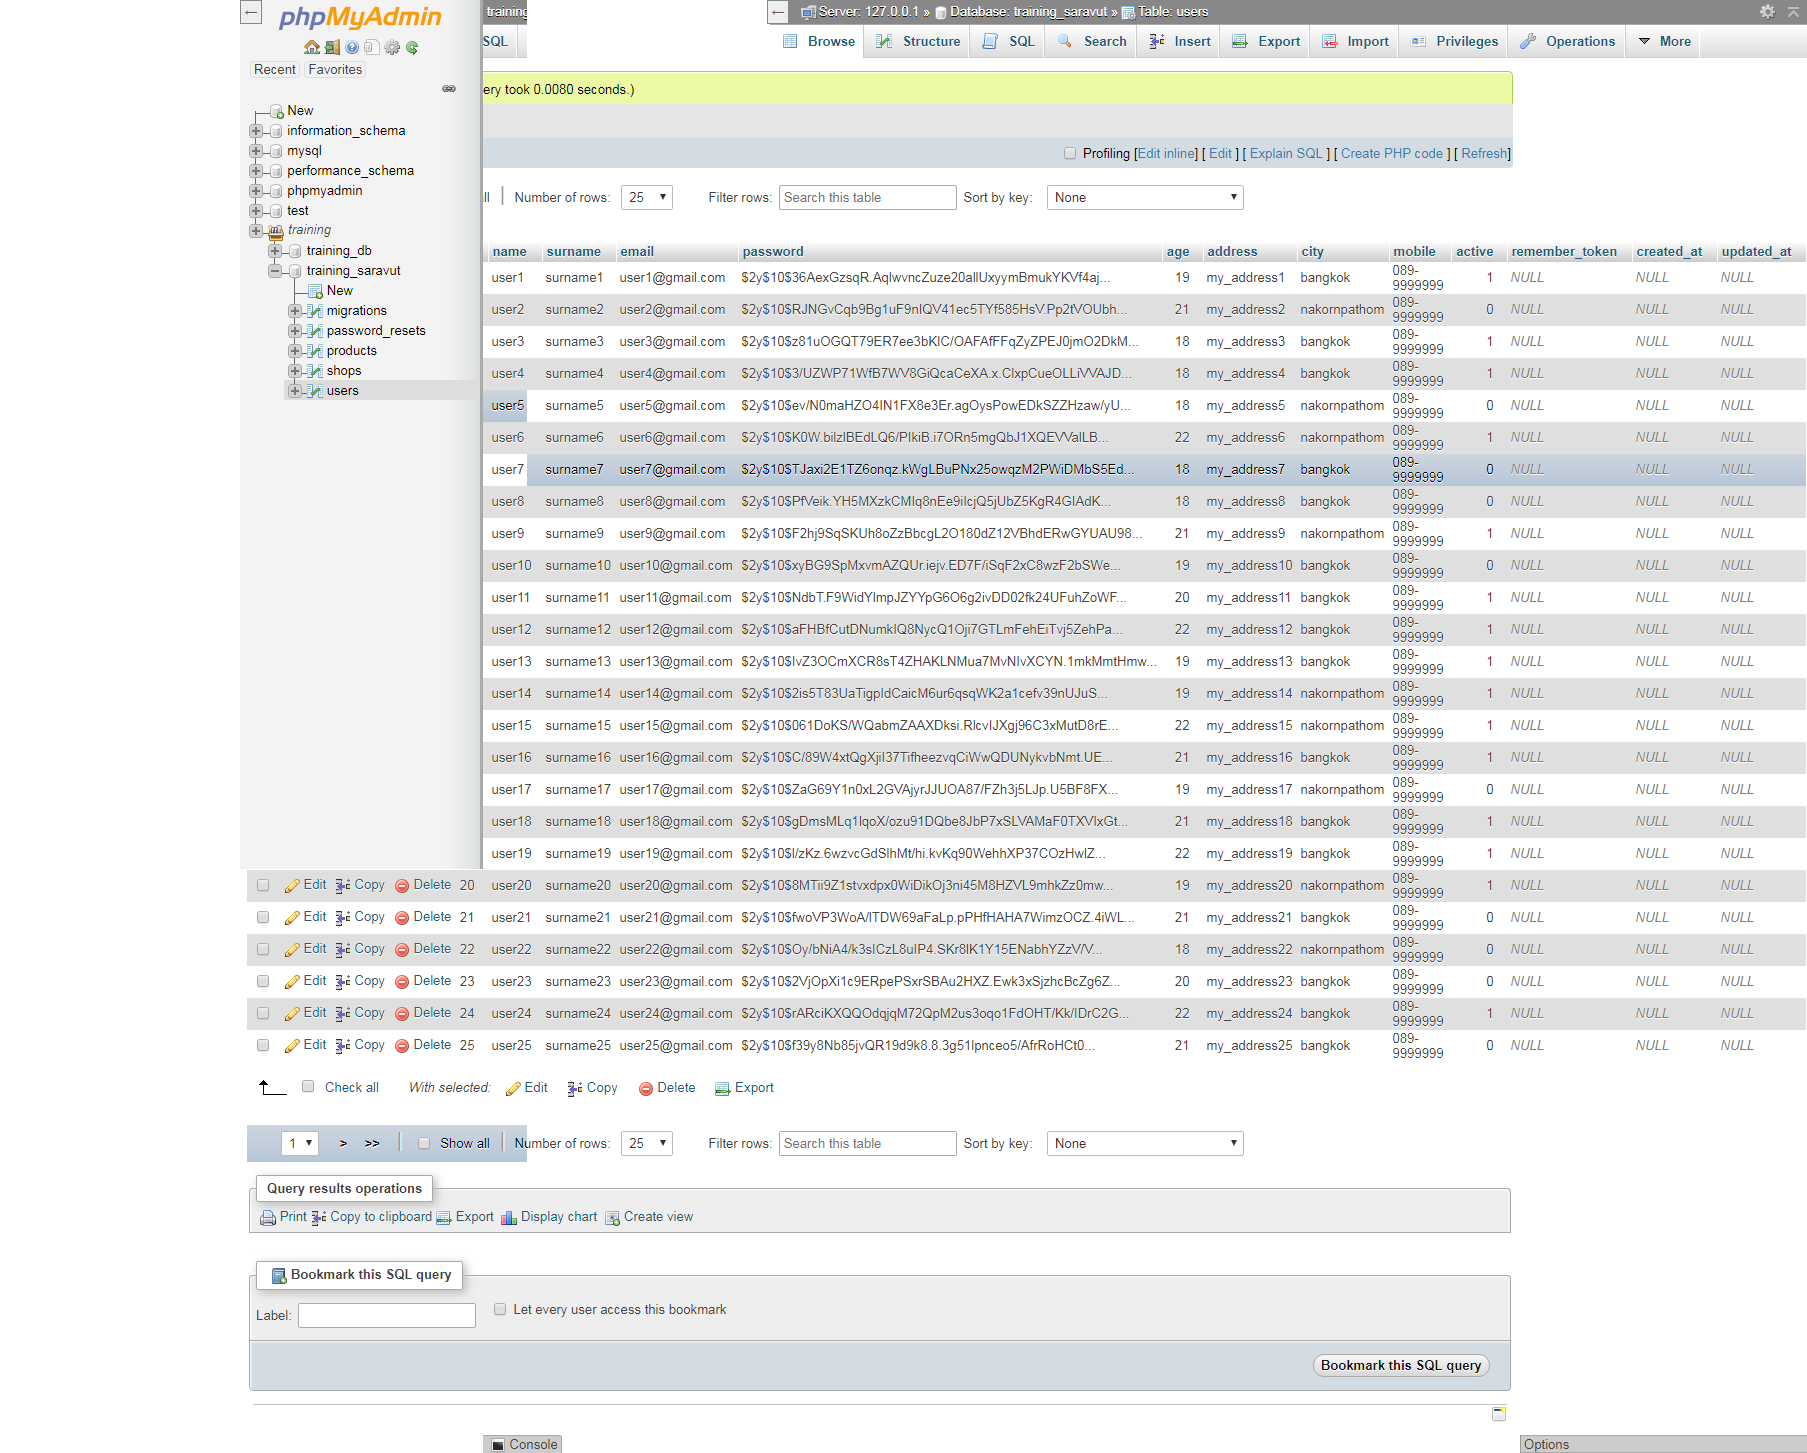 phpMyAdmin
Recent Favorites
New
information_schema
mysql
performance_schema
phpmyadmin
test
training
training_db
training_saravut
New
migrations
password_resets
products
shops
users
training
SQL
Server: 127.0.0.1 » Database: training_saravut » Table: users
Browse Structure SQL Search Insert Export Import Privileges Operations More
ery took 0.0080 seconds.)
Profiling [Edit inline] [ Edit ] [ Explain SQL ] [ Create PHP code ] [ Refresh]
Number of rows: 25 Filter rows: Search this table Sort by key: None
name surname email password age address city mobile active remember_token created_at updated_at
user1 surname1 user1@gmail.com 19 my_address1 bangkok 089-9999999 1 NULL NULL NULL
user2 surname2 user2@gmail.com 21 my_address2 nakornpathom 089-9999999 0 NULL NULL NULL
user3 surname3 user3@gmail.com 18 my_address3 bangkok 089-9999999 1 NULL NULL NULL
user4 surname4 user4@gmail.com 18 my_address4 bangkok 089-9999999 1 NULL NULL NULL
user5 surname5 user5@gmail.com 18 my_address5 nakornpathom 089-9999999 0 NULL NULL NULL
user6 surname6 user6@gmail.com 22 my_address6 nakornpathom 089-9999999 1 NULL NULL NULL
user7 surname7 user7@gmail.com 18 my_address7 bangkok 089-9999999 0 NULL NULL NULL
user8 surname8 user8@gmail.com 18 my_address8 bangkok 089-9999999 0 NULL NULL NULL
user9 surname9 user9@gmail.com 21 my_address9 nakornpathom 089-9999999 1 NULL NULL NULL
user10 surname10 user10@gmail.com 19 my_address10 bangkok 089-9999999 0 NULL NULL NULL
user11 surname11 user11@gmail.com 20 my_address11 bangkok 089-9999999 1 NULL NULL NULL
user12 surname12 user12@gmail.com 22 my_address12 bangkok 089-9999999 1 NULL NULL NULL
user13 surname13 user13@gmail.com 19 my_address13 bangkok 089-9999999 1 NULL NULL NULL
user14 surname14 user14@gmail.com 19 my_address14 nakornpathom 089-9999999 1 NULL NULL NULL
user15 surname15 user15@gmail.com 22 my_address15 nakornpathom 089-9999999 1 NULL NULL NULL
user16 surname16 user16@gmail.com 21 my_address16 bangkok 089-9999999 1 NULL NULL NULL
user17 surname17 user17@gmail.com 19 my_address17 nakornpathom 089-9999999 0 NULL NULL NULL
user18 surname18 user18@gmail.com 21 my_address18 bangkok 089-9999999 1 NULL NULL NULL
user19 surname19 user19@gmail.com 22 my_address19 bangkok 089-9999999 1 NULL NULL NULL
Edit Copy Delete 20 user20 surname20 user20@gmail.com 19 my_address20 nakornpathom 089-9999999 1 NULL NULL NULL
Edit Copy Delete 21 user21 surname21 user21@gmail.com 21 my_address21 bangkok 089-9999999 0 NULL NULL NULL
Edit Copy Delete 22 user22 surname22 user22@gmail.com 18 my_address22 nakornpathom 089-9999999 0 NULL NULL NULL
Edit Copy Delete 23 user23 surname23 user23@gmail.com 20 my_address23 bangkok 089-9999999 0 NULL NULL NULL
Edit Copy Delete 24 user24 surname24 user24@gmail.com 22 my_address24 bangkok 089-9999999 1 NULL NULL NULL
Edit Copy Delete 25 user25 surname25 user25@gmail.com 21 my_address25 bangkok 089-9999999 0 NULL NULL NULL
Check all With selected: Edit Copy Delete Export
1 > >> Show all Number of rows: 25 Filter rows: Search this table Sort by key: None
Query results operations
Print Copy to clipboard Export Display chart Create view
Bookmark this SQL query
Label: Let every user access this bookmark
Bookmark this SQL query
Console Options